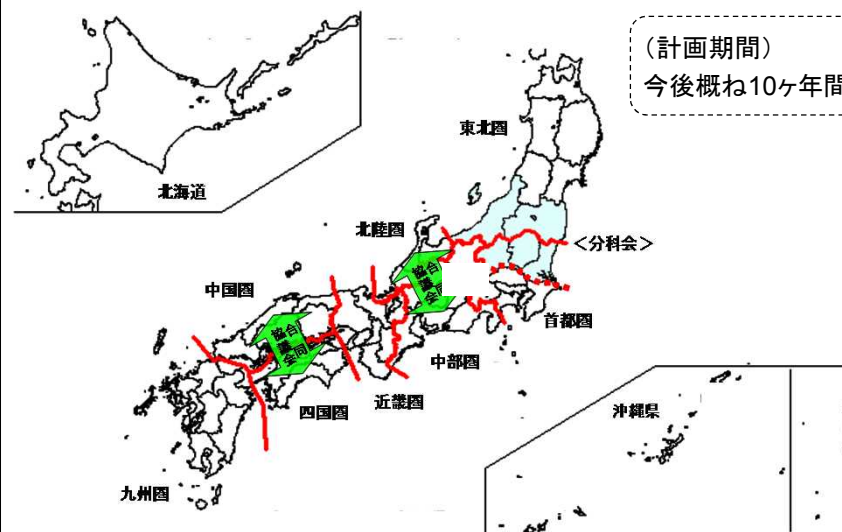 （計画期間）
今後概ね10ヶ年間
東北圏
北海道
北陸圏
＜分科会＞
合同
協議会
中国圏
首都圏
合同
協議会
中部圏
四国圏
近畿圏
沖縄県
九州圏